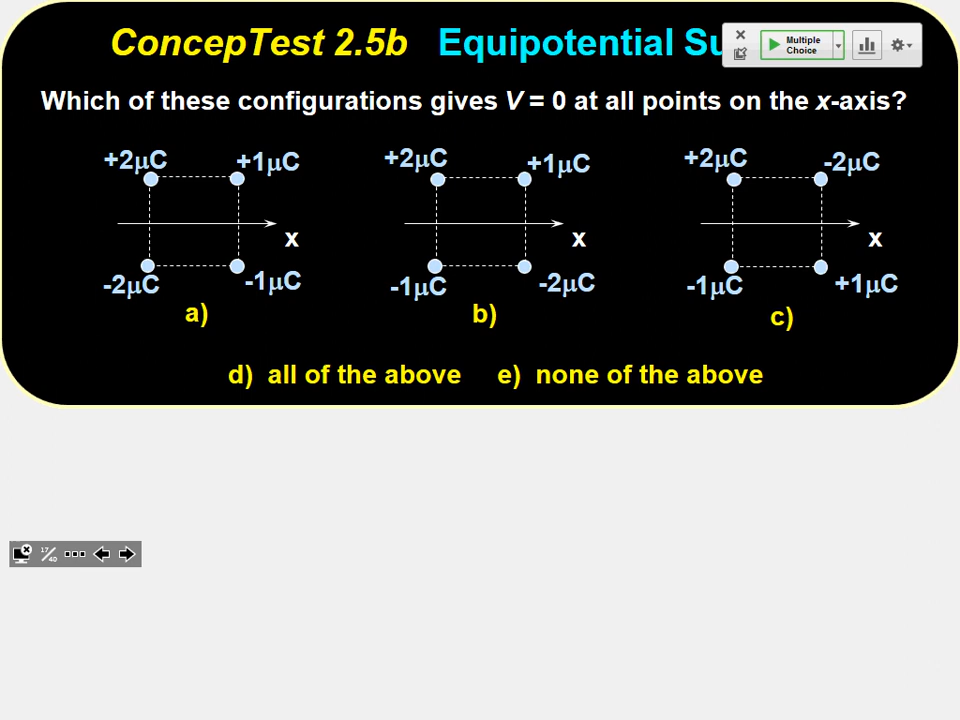 ConcepTest 2.5b Equipotential
Multiple Choice
Which of these configurations gives V = 0 at all points on the x-axis?
+2μC +1μC +2μC +1μC +2μC -2μC
x x x
-2μC -1μC -1μC -2μC -1μC +1μC
a) b) c)
d) all of the above e) none of the above
17/40